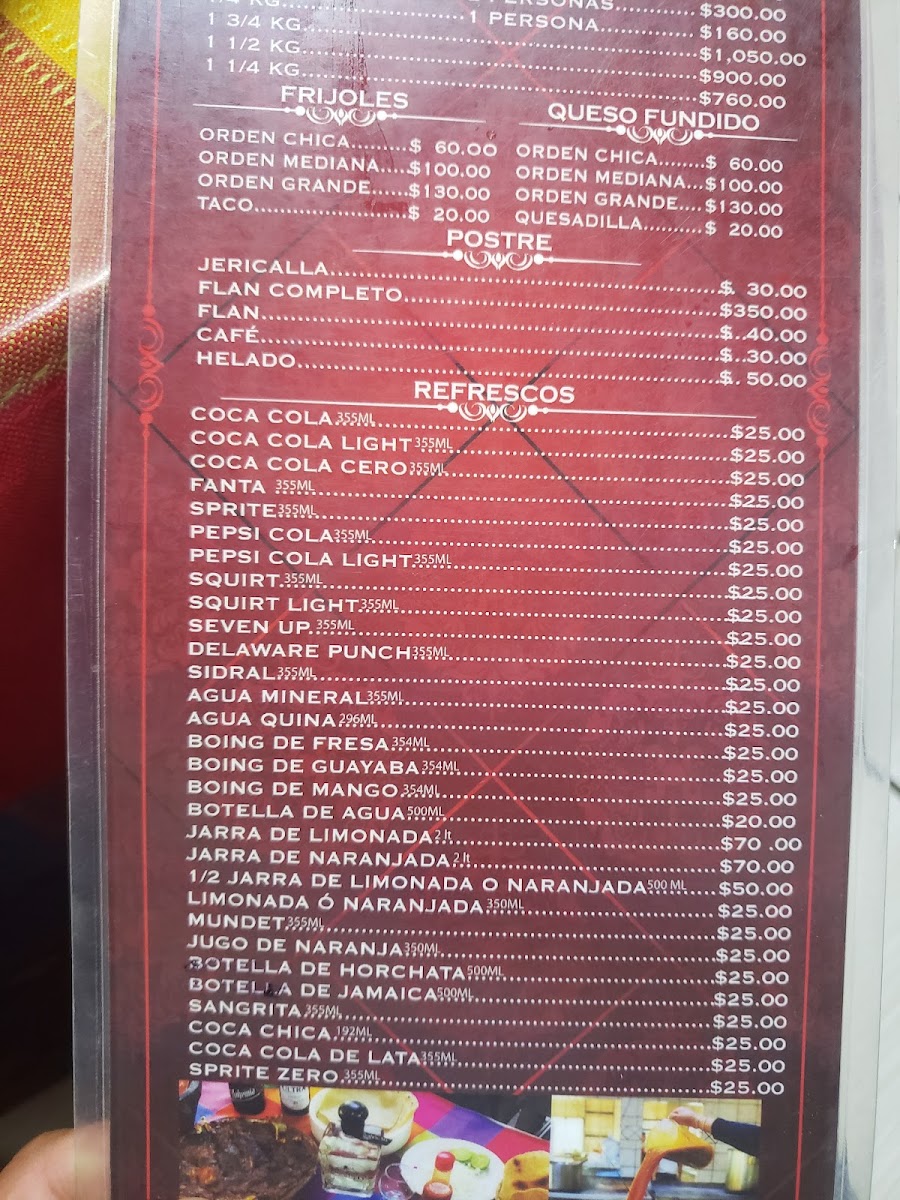 PERSONAS..........$300.00
/4 KG..........1 PERSONA..........$160.00
1 3/4 KG..........$1,050.00
1 1/2 KG..........$900.00
1 1/4 KG..........$760.00
FRIJOLES
ORDEN CHICA.........$ 60.00
ORDEN MEDIANA....$100.00
ORDEN GRANDE......$130.00
TACO..........$ 20.00
QUESO FUNDIDO
ORDEN CHICA........$ 60.00
ORDEN MEDIANA...$100.00
ORDEN GRANDE....$130.00
QUESADILLA..........$ 20.00
POSTRE
JERICALLA..........$. 30.00
FLAN COMPLETO..........$350.00
FLAN..........$..40.00
CAFÉ..........$..30.00
HELADO..........$. 50.00
REFRESCOS
COCA COLA 355ML..........$25.00
COCA COLA LIGHT 355ML..........$25.00
COCA COLA CERO 355ML..........$25.00
FANTA 355ML..........$25.00
SPRITE 355ML..........$25.00
PEPSI COLA 355ML..........$25.00
PEPSI COLA LIGHT 355ML..........$25.00
SQUIRT 355ML..........$25.00
SQUIRT LIGHT 355ML..........$25.00
SEVEN UP 355ML..........$25.00
DELAWARE PUNCH 355ML..........$25.00
SIDRAL 355ML..........$25.00
AGUA MINERAL 355ML..........$25.00
AGUA QUINA 296ML..........$25.00
BOING DE FRESA 354ML..........$25.00
BOING DE GUAYABA 354ML..........$25.00
BOING DE MANGO 354ML..........$25.00
BOTELLA DE AGUA 500ML..........$20.00
JARRA DE LIMONADA 2 lt..........$70 .00
JARRA DE NARANJADA 2 lt..........$70.00
1/2 JARRA DE LIMONADA O NARANJADA 500 ML.....$50.00
LIMONADA Ó NARANJADA 350ML..........$25.00
MUNDET 355ML..........$25.00
JUGO DE NARANJA 350ML..........$25.00
BOTELLA DE HORCHATA 500ML..........$25.00
BOTELLA DE JAMAICA 500ML..........$25.00
SANGRITA 355ML..........$25.00
COCA CHICA 192ML..........$25.00
COCA COLA DE LATA 355ML..........$25.00
SPRITE ZERO 355ML..........$25.00